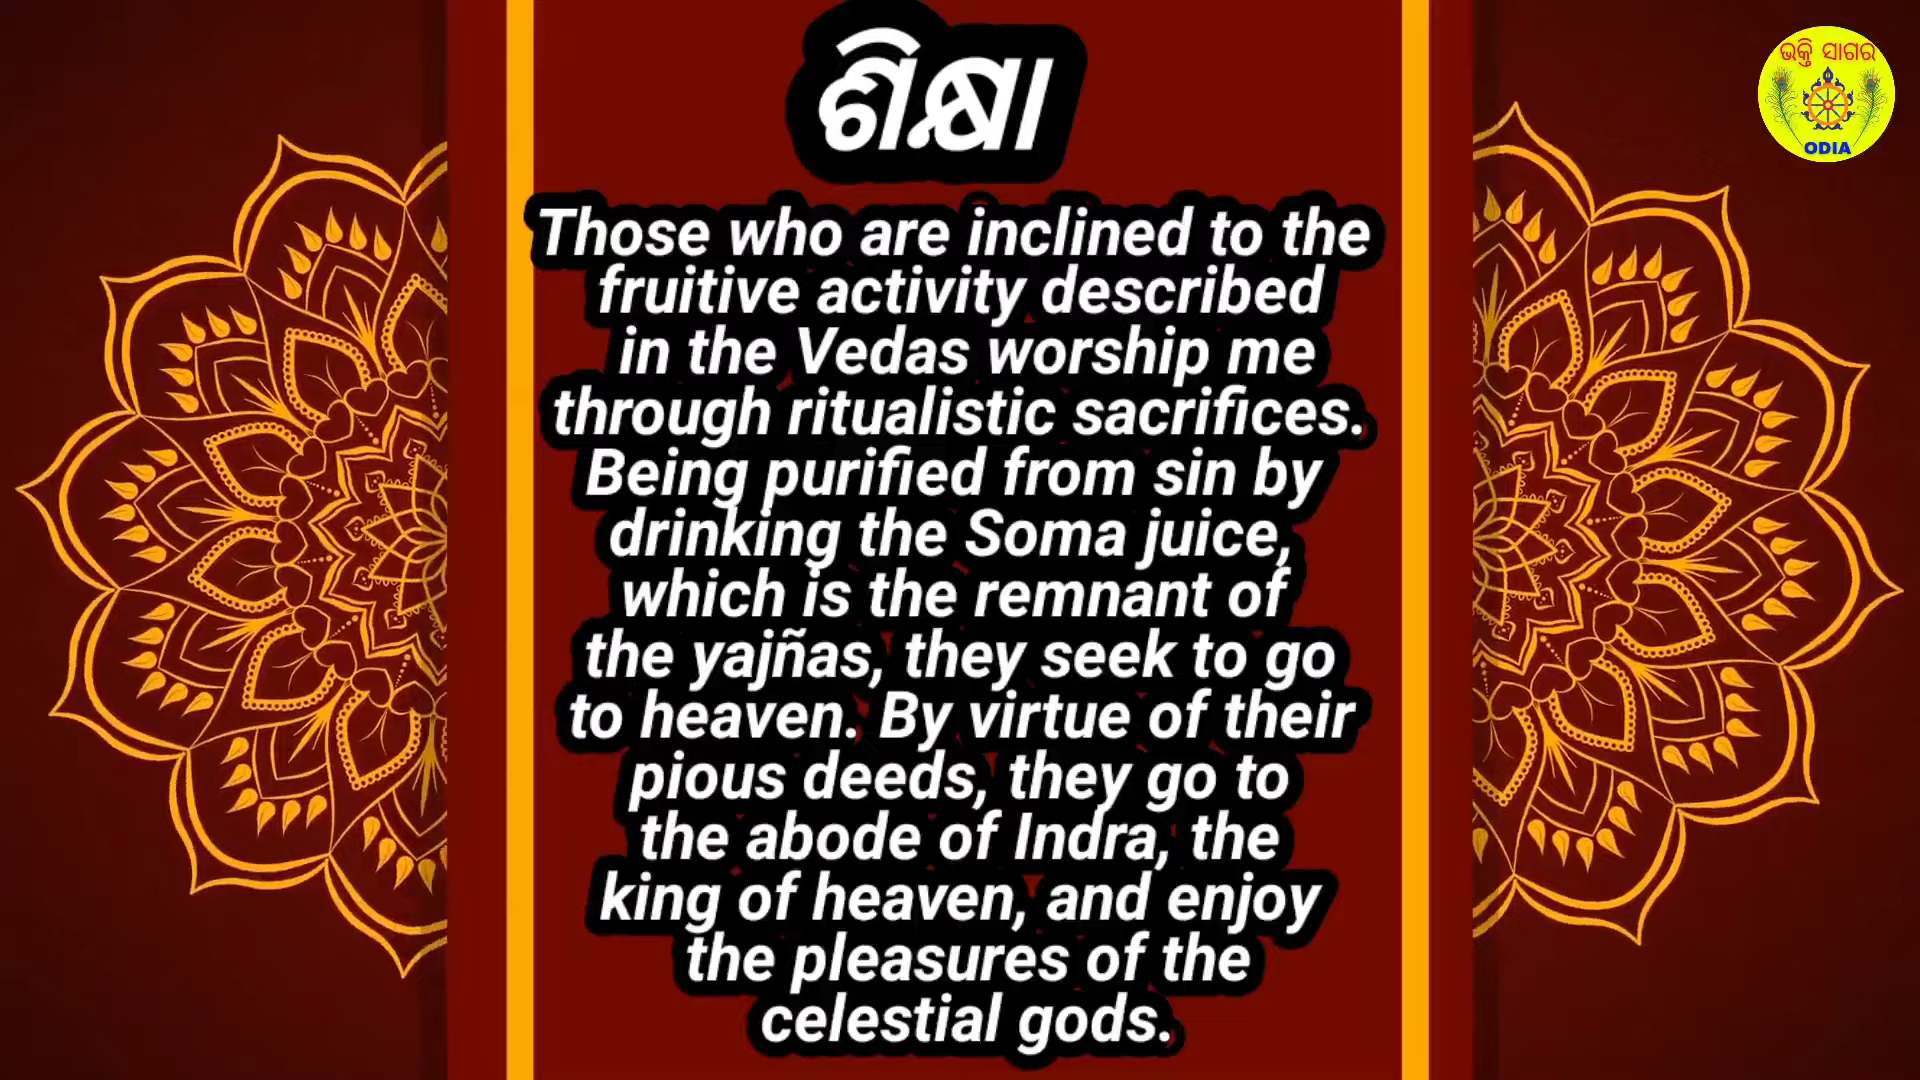 ଶିକ୍ଷା
ଭକ୍ତି ସାଗର
ODIA
Those who are inclined to the
fruitive activity described
in the Vedas worship me
through ritualistic sacrifices.
Being purified from sin by
drinking the Soma juice,
which is the remnant of
the yajñas, they seek to go
to heaven. By virtue of their
pious deeds, they go to
the abode of Indra, the
king of heaven, and enjoy
the pleasures of the
celestial gods.